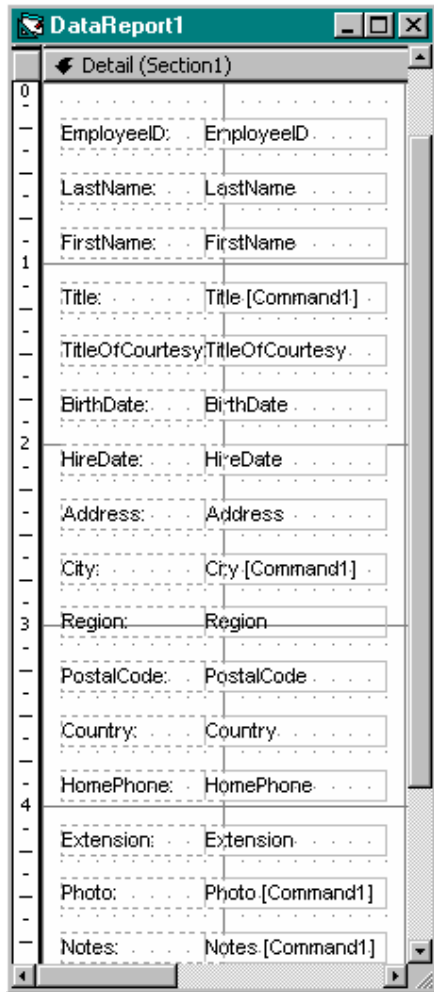 DataReport1
Detail (Section1)
0
EmployeeID: EmployeeID
LastName: LastName
FirstName: FirstName
1
Title: Title [Command1]
TitleOfCourtesy: TitleOfCourtesy
BirthDate: BirthDate
2
HireDate: HireDate
Address: Address
City: City [Command1]
3
Region: Region
PostalCode: PostalCode
Country: Country
HomePhone: HomePhone
4
Extension: Extension
Photo: Photo [Command1]
Notes: Notes [Command1]